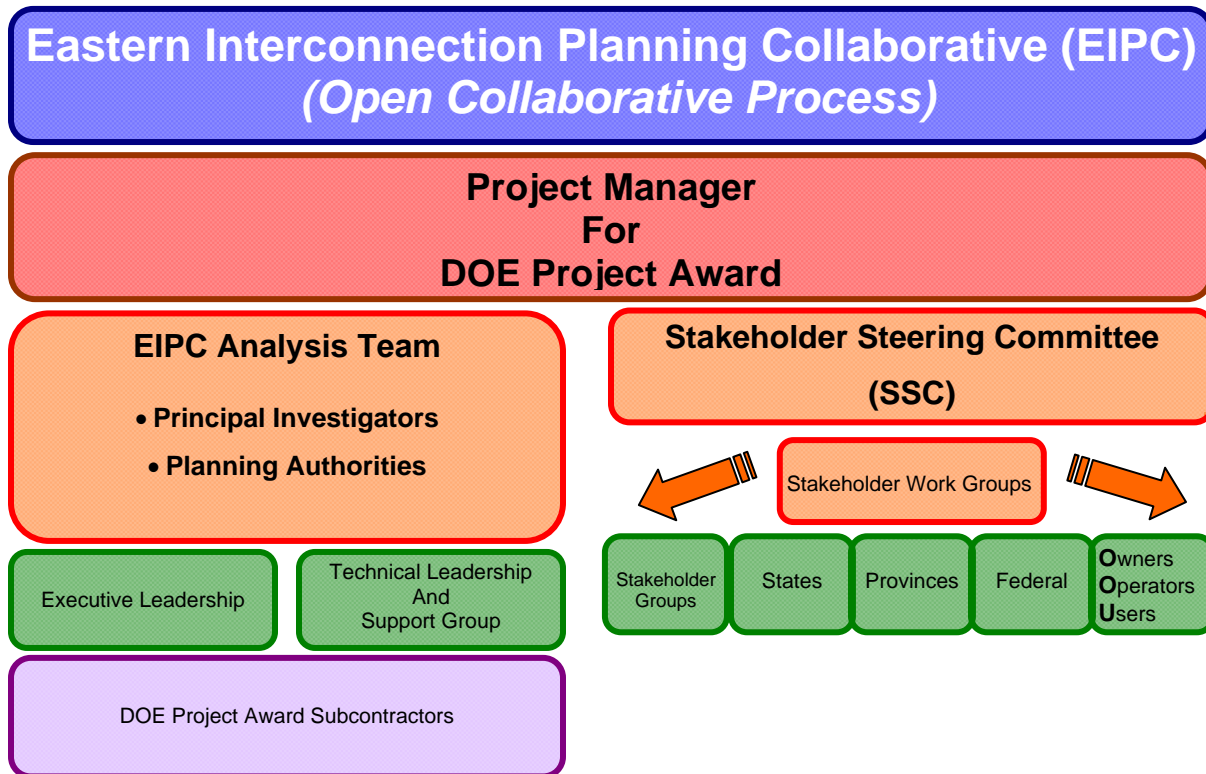 Eastern Interconnection Planning Collaborative (EIPC)
(Open Collaborative Process)
Project Manager
For
DOE Project Award
EIPC Analysis Team
• Principal Investigators
• Planning Authorities
Executive Leadership
Technical Leadership
And
Support Group
DOE Project Award Subcontractors
Stakeholder Steering Committee
(SSC)
Stakeholder Work Groups
Stakeholder
Groups
States
Provinces
Federal
Owners
Operators
Users